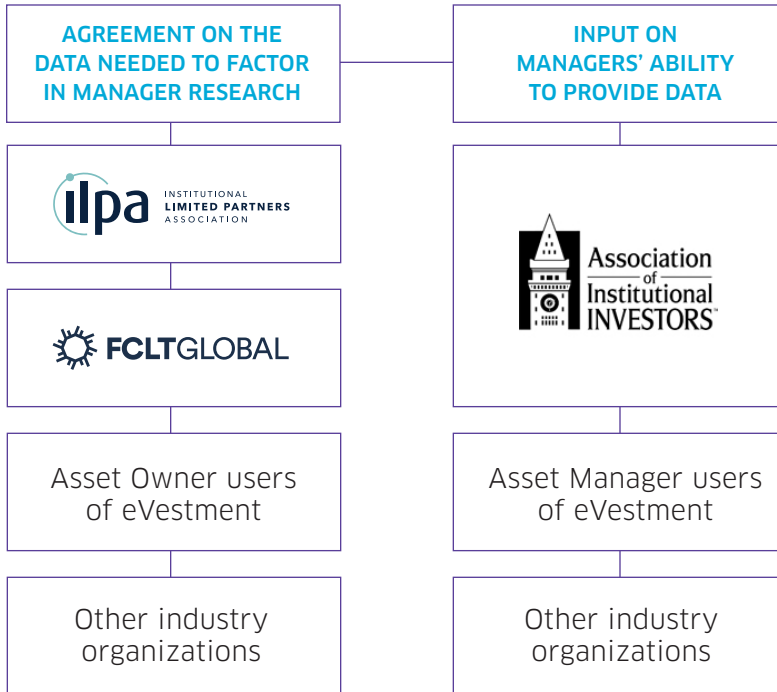 AGREEMENT ON THE
DATA NEEDED TO FACTOR
IN MANAGER RESEARCH
ilpa
INSTITUTIONAL
LIMITED PARTNERS
ASSOCIATION
FCLTGLOBAL
Asset Owner users
of eVestment
Other industry
organizations
INPUT ON
MANAGERS’ ABILITY
TO PROVIDE DATA
Association
of
Institutional
INVESTORS™
Asset Manager users
of eVestment
Other industry
organizations